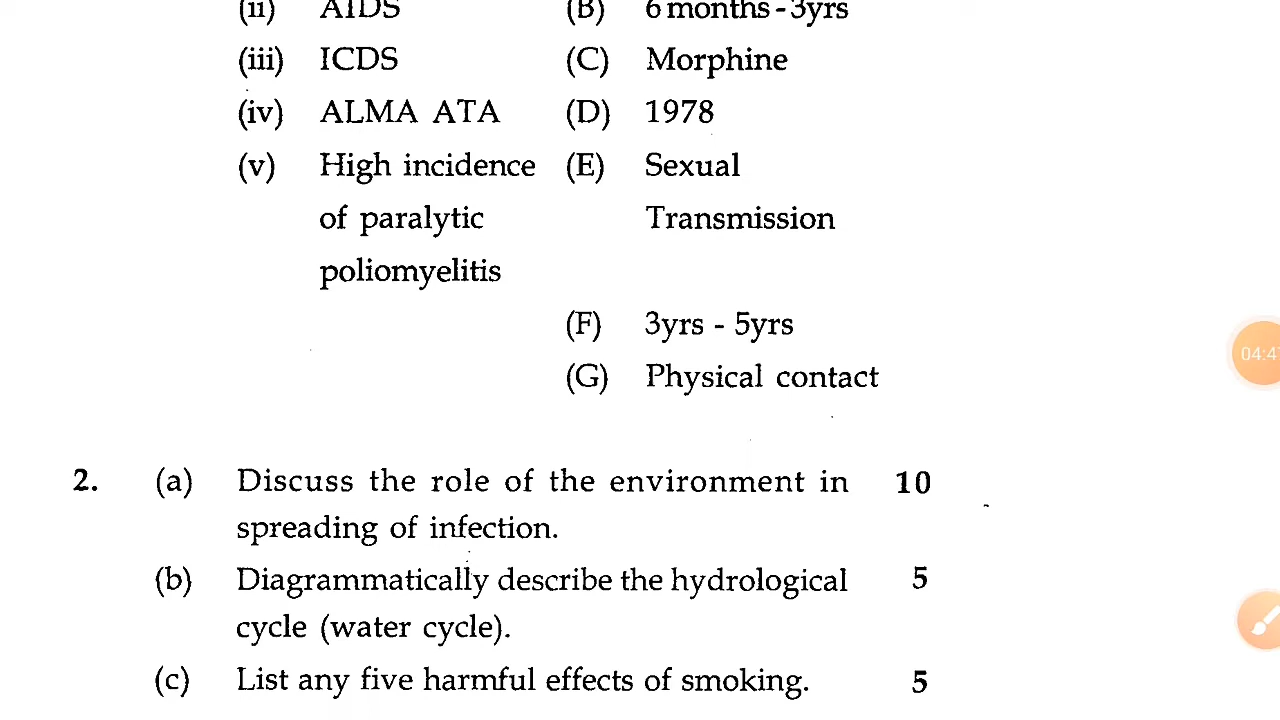 (ii) AIDS (B) 6 months - 3yrs
(iii) ICDS (C) Morphine
(iv) ALMA ATA (D) 1978
(v) High incidence (E) Sexual
of paralytic Transmission
poliomyelitis
(F) 3yrs - 5yrs
(G) Physical contact
2. (a) Discuss the role of the environment in 10
spreading of infection.
(b) Diagrammatically describe the hydrological 5
cycle (water cycle).
(c) List any five harmful effects of smoking. 5